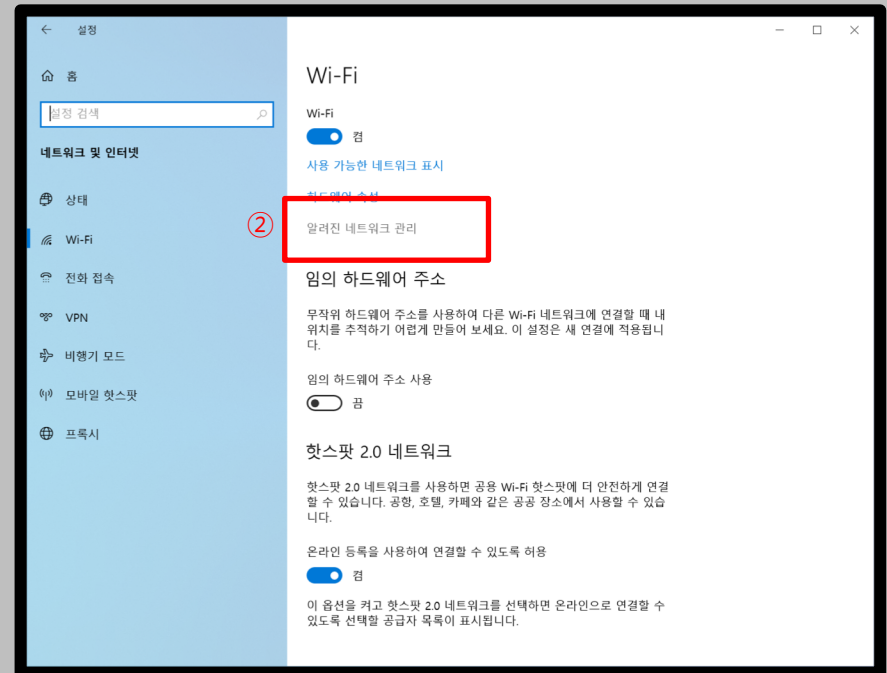 설정
홈
설정 검색
네트워크 및 인터넷
상태
Wi-Fi
전화 접속
VPN
비행기 모드
모바일 핫스팟
프록시
Wi-Fi
Wi-Fi
켬
사용 가능한 네트워크 표시
하드웨어 속성
②
알려진 네트워크 관리
임의 하드웨어 주소
무작위 하드웨어 주소를 사용하여 다른 Wi-Fi 네트워크에 연결할 때 내
위치를 추적하기 어렵게 만들어 보세요. 이 설정은 새 연결에 적용됩니
다.
임의 하드웨어 주소 사용
끔
핫스팟 2.0 네트워크
핫스팟 2.0 네트워크를 사용하면 공용 Wi-Fi 핫스팟에 더 안전하게 연결
할 수 있습니다. 공항, 호텔, 카페와 같은 공공 장소에서 사용할 수 있습
니다.
온라인 등록을 사용하여 연결할 수 있도록 허용
켬
이 옵션을 켜고 핫스팟 2.0 네트워크를 선택하면 온라인으로 연결할 수
있도록 선택할 공급자 목록이 표시됩니다.